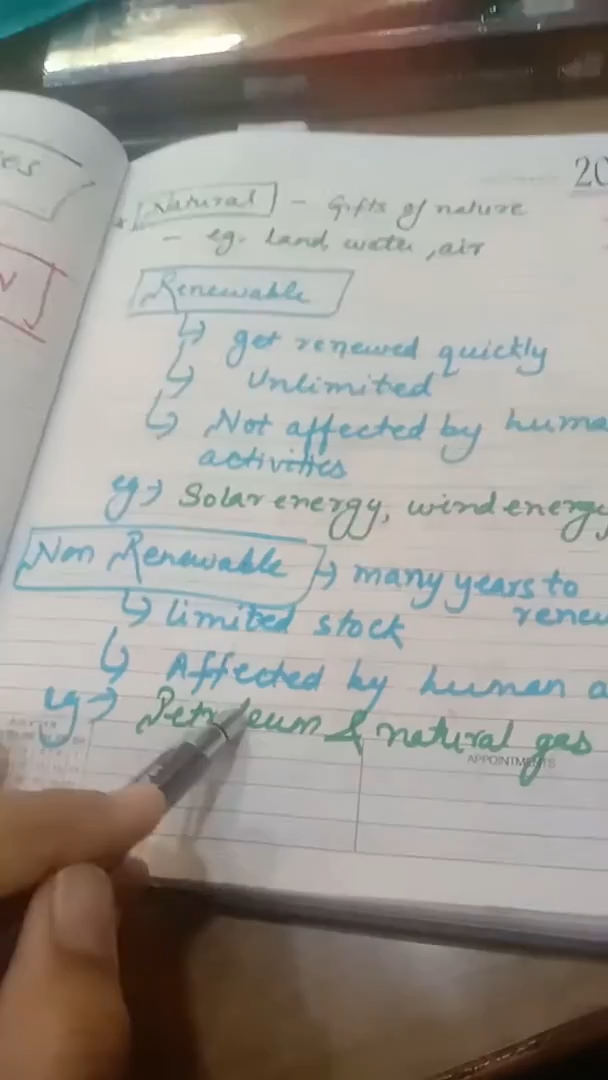 20
Natural - Gifts of nature
- eg. Land, water, air
Renewable
↳ get renewed quickly
↳ Unlimited
↳ Not affected by huma
activities
eg → Solar energy, wind energy
Non Renewable ↳ many years to
renew
↳ limited stock
↳ Affected by human a
eg → Petroleum & natural gas
APPOINTMENTS